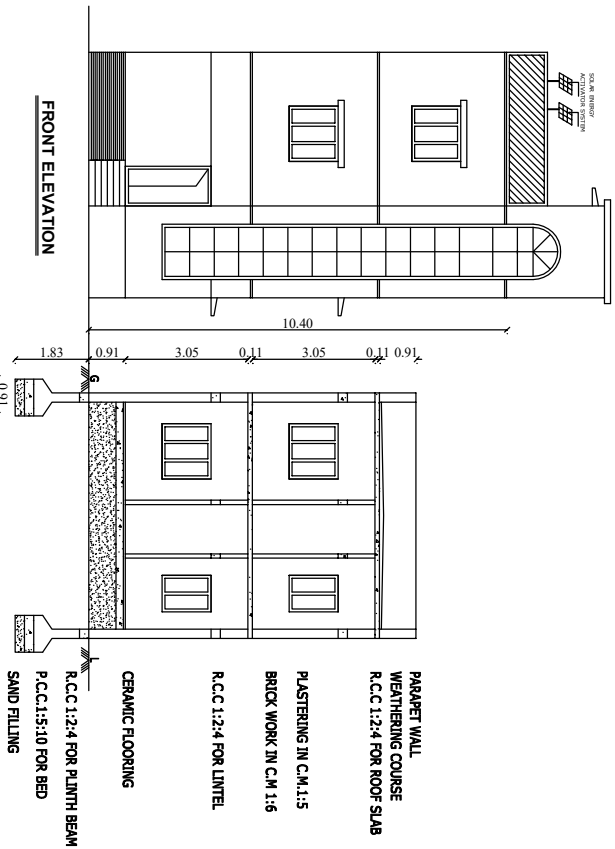 SOLAR ENERGY
ACTIVATOR SYSTEM
FRONT ELEVATION
10.40
1.83
0.91
3.05
0.11
3.05
0.11
0.91
0.91
G
L
PARAPET WALL
WEATHERING COURSE
R.C.C 1:2:4 FOR ROOF SLAB
PLASTERING IN C.M.1:5
BRICK WORK IN C.M 1:6
R.C.C 1:2:4 FOR LINTEL
CERAMIC FLOORING
R.C.C 1:2:4 FOR PLINTH BEAM
P.C.C.1:5:10 FOR BED
SAND FILLING